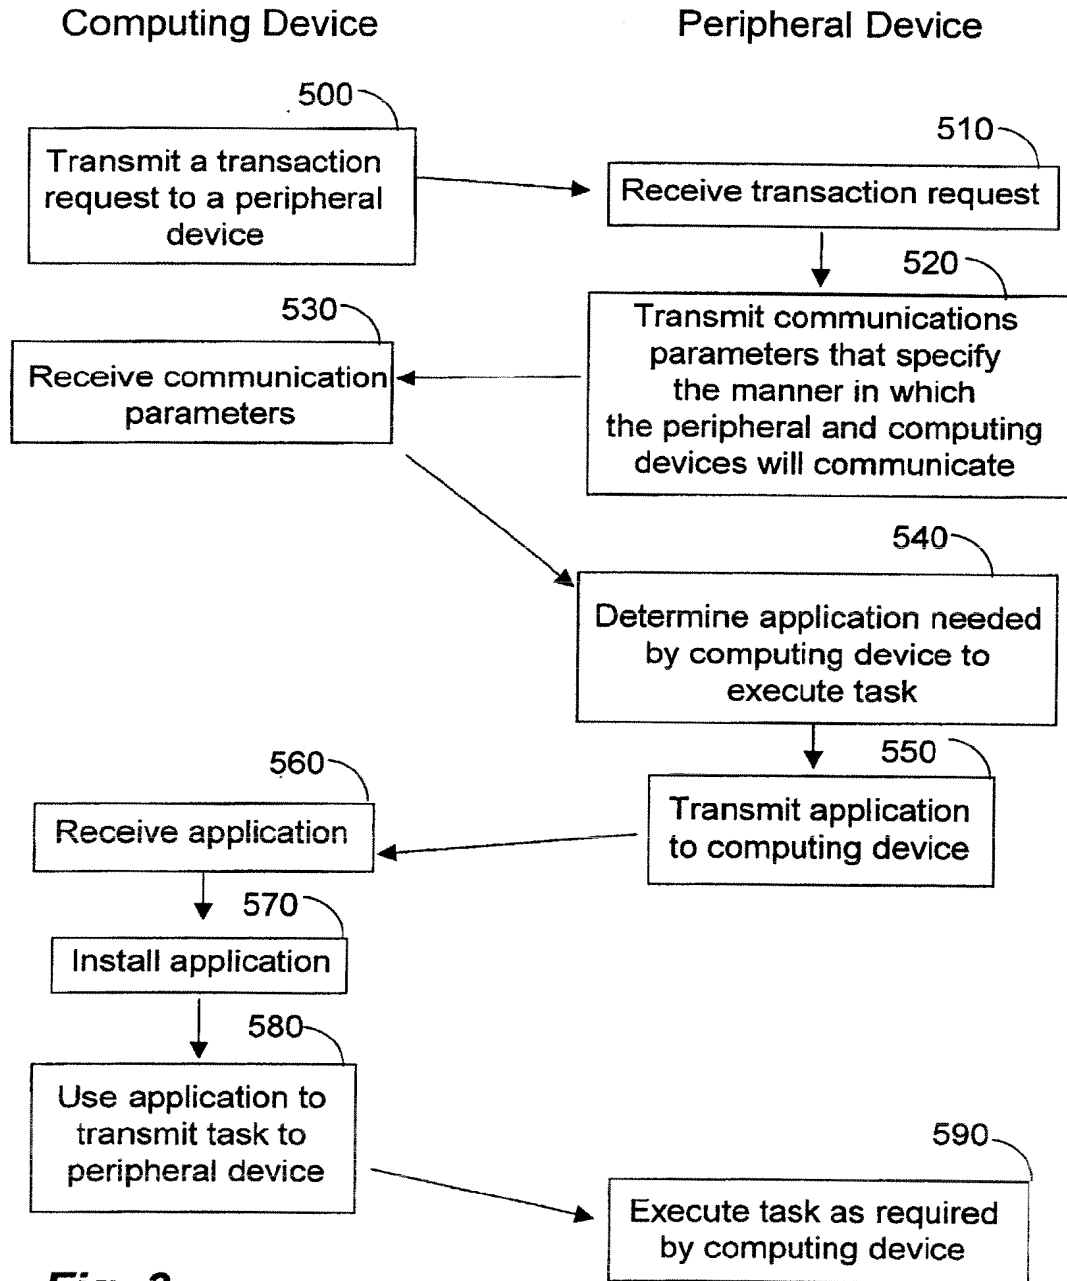 Computing Device
Peripheral Device
500
Transmit a transaction
request to a peripheral
device
510
Receive transaction request
520
Transmit communications
parameters that specify
the manner in which
the peripheral and computing
devices will communicate
530
Receive communication
parameters
540
Determine application needed
by computing device to
execute task
550
Transmit application
to computing device
560
Receive application
570
Install application
580
Use application to
transmit task to
peripheral device
590
Execute task as required
by computing device